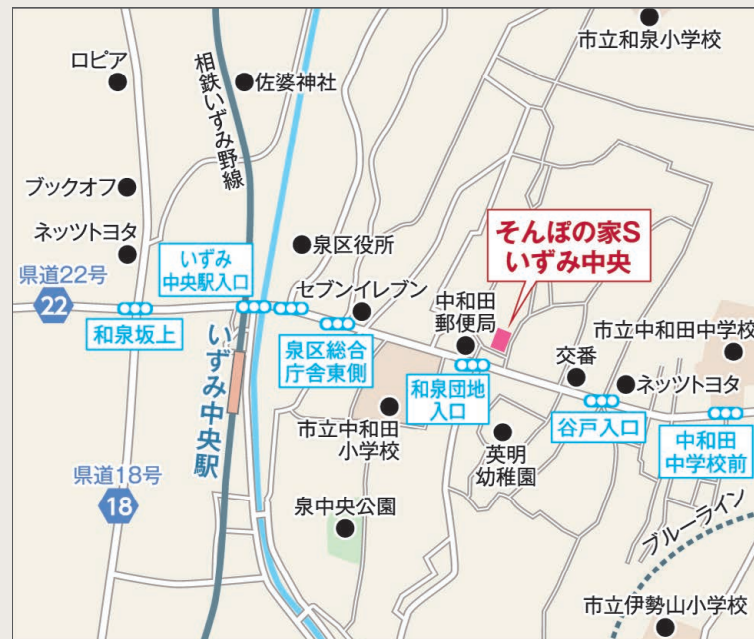 市立和泉小学校
ロピア
佐婆神社
相鉄いずみ野線
ブックオフ
ネッツトヨタ
県道22号
22
和泉坂上
いずみ
中央駅入口
泉区役所
セブンイレブン
泉区総合
庁舎東側
そんぽの家S
いずみ中央
中和田
郵便局
和泉団地
入口
交番
市立中和田中学校
ネッツトヨタ
谷戸入口
中和田
中学校前
いずみ中央駅
市立中和田
小学校
英明
幼稚園
県道18号
18
泉中央公園
ブルーライン
市立伊勢山小学校